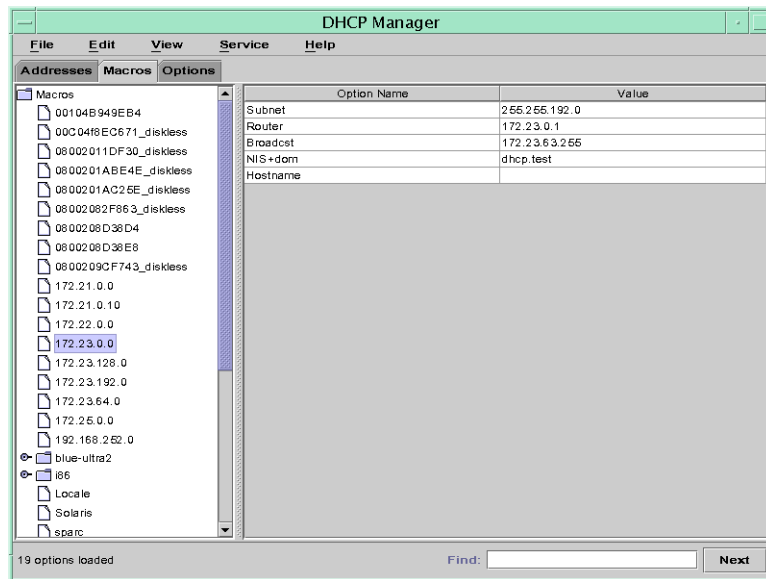 DHCP Manager
File Edit View Service Help
Addresses Macros Options
Macros
00104B949EB4
00C04f8EC671_diskless
08002011DF30_diskless
0800201ABE4E_diskless
0800201AC25E_diskless
08002082F863_diskless
0800208D38D4
0800208D38E8
0800209CF743_diskless
172.21.0.0
172.21.0.10
172.22.0.0
172.23.0.0
172.23.128.0
172.23.192.0
172.23.64.0
172.25.0.0
192.168.252.0
blue-ultra2
i86
Locale
Solaris
sparc
Option Name Value
Subnet 255.255.192.0
Router 172.23.0.1
Broadcst 172.23.63.255
NIS+dom dhcp.test
Hostname
19 options loaded
Find: Next